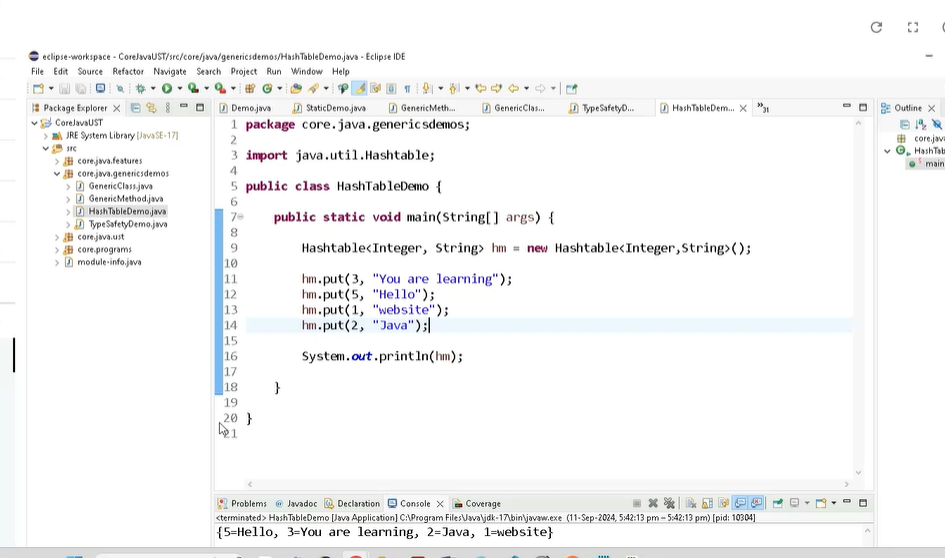 eclipse-workspace - CoreJavaUST/src/core/java/genericsdemos/HashTableDemo.java - Eclipse IDE
File Edit Source Refactor Navigate Search Project Run Window Help
Package Explorer
Demo.java StaticDemo.java GenericMeth... GenericClas... TypeSafetyD... HashTableDem... »31
Outline
CoreJavaUST
JRE System Library [JavaSE-17]
src
core.java.features
core.java.genericsdemos
GenericClass.java
GenericMethod.java
HashTableDemo.java
TypeSafetyDemo.java
core.java.ust
core.programs
module-info.java
1 package core.java.genericsdemos;
2
3 import java.util.Hashtable;
4
5 public class HashTableDemo {
6
7 public static void main(String[] args) {
8
9 Hashtable<Integer, String> hm = new Hashtable<Integer,String>();
10
11 hm.put(3, "You are learning");
12 hm.put(5, "Hello");
13 hm.put(1, "website");
14 hm.put(2, "Java");
15
16 System.out.println(hm);
17
18 }
19
20 }
21
core.java
HashTab
main
Problems Javadoc Declaration Console Coverage
<terminated> HashTableDemo [Java Application] C:\Program Files\Java\jdk-17\bin\javaw.exe (11-Sep-2024, 5:42:13 pm – 5:42:13 pm) [pid: 10304]
{5=Hello, 3=You are learning, 2=Java, 1=website}